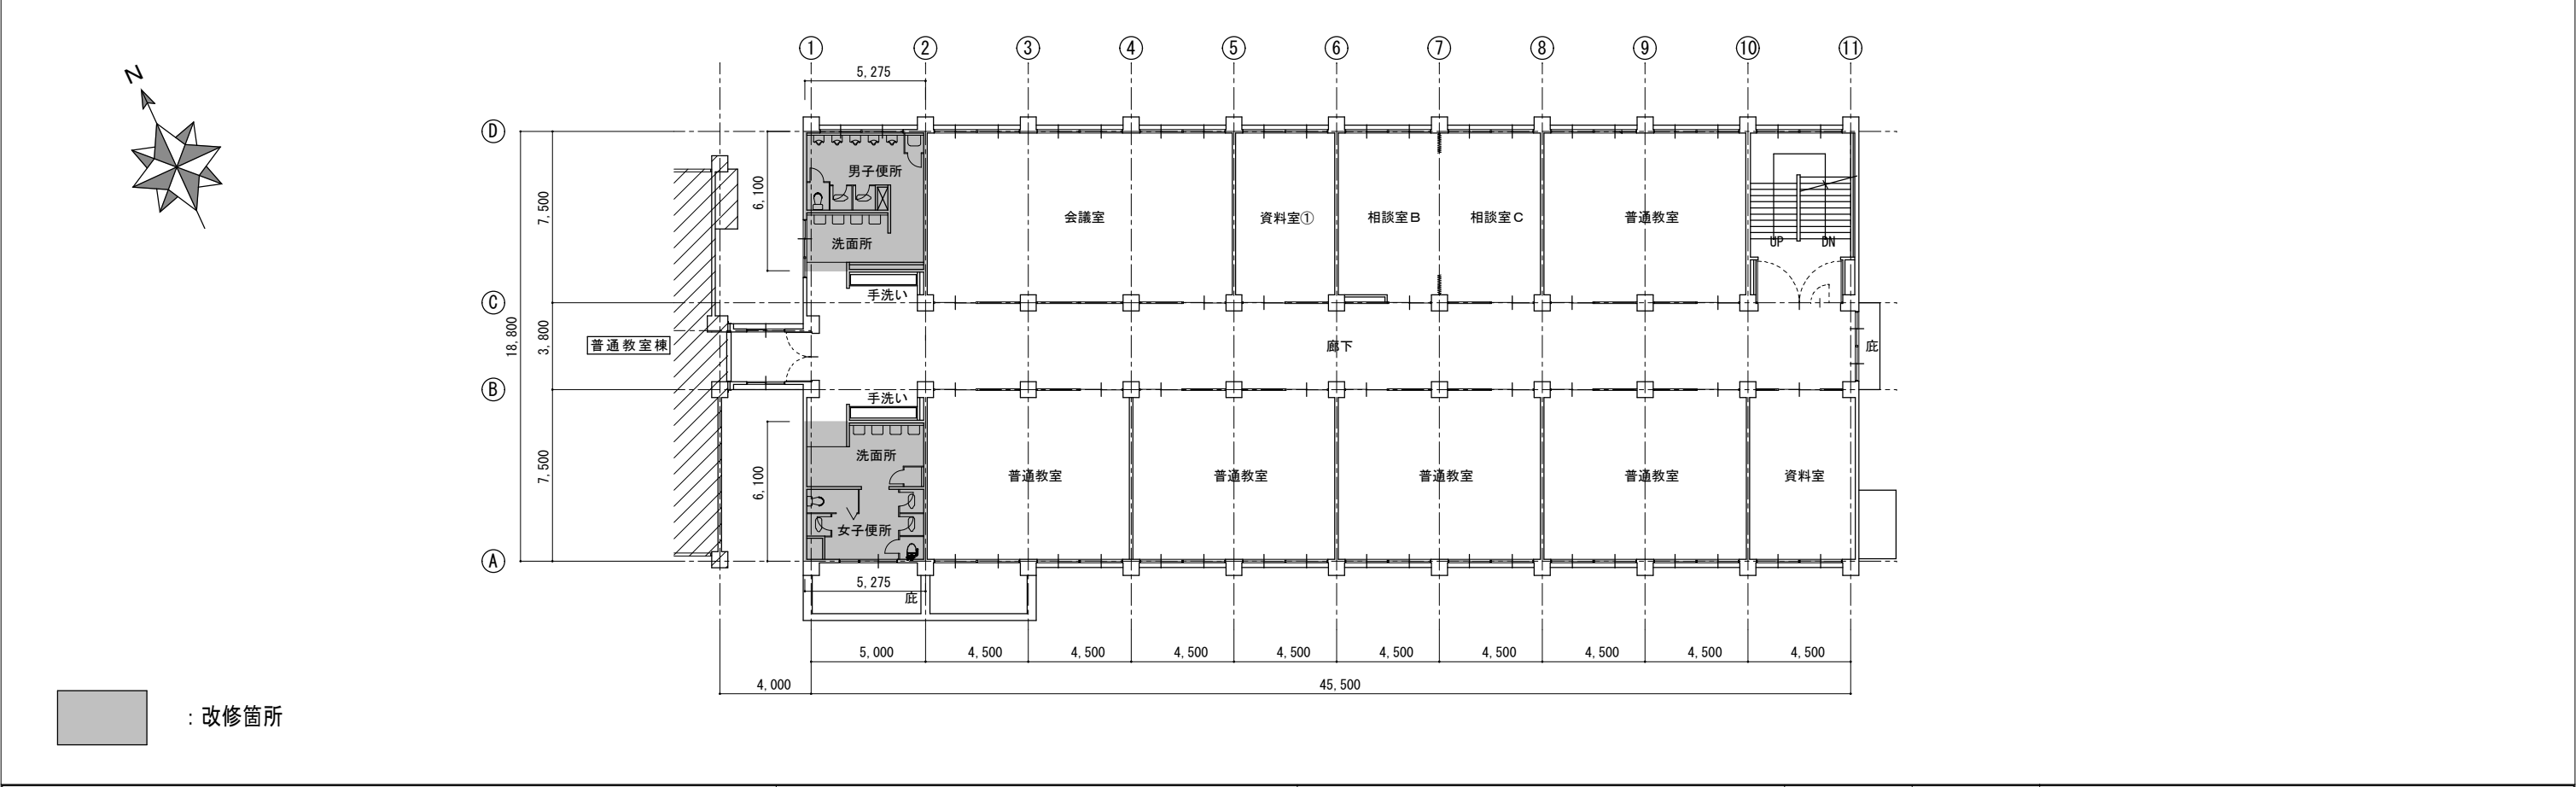 ① ② ③ ④ ⑤ ⑥ ⑦ ⑧ ⑨ ⑩ ⑪
N
5,275
D
男子便所
6,100
7,500
会議室 資料室① 相談室B 相談室C 普通教室
洗面所
UP DN
手洗い
C
18,800
3,800
普通教室棟
廊下
庇
B
手洗い
洗面所
7,500
6,100
普通教室 普通教室 普通教室 普通教室 資料室
女子便所
A
5,275
庇
5,000 4,500 4,500 4,500 4,500 4,500 4,500 4,500 4,500 4,500
4,000 45,500
：改修箇所